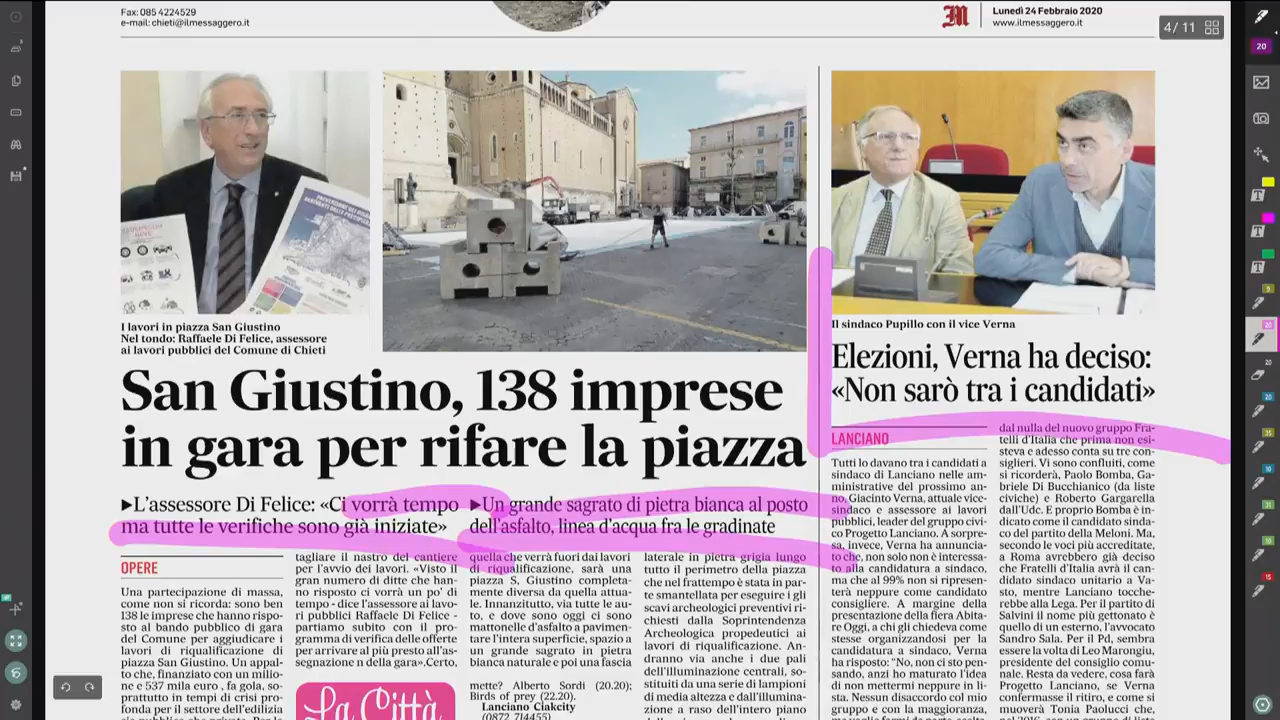 Fax: 085 4224529
e-mail: chieti@ilmessaggero.it
M
Lunedì 24 Febbraio 2020
www.ilmessaggero.it
4/ 11
20
I lavori in piazza San Giustino
Nel tondo: Raffaele Di Felice, assessore
ai lavori pubblici del Comune di Chieti
San Giustino, 138 imprese
in gara per rifare la piazza
►L'assessore Di Felice: «Ci vorrà tempo
ma tutte le verifiche sono già iniziate»
►Un grande sagrato di pietra bianca al posto
dell'asfalto, linea d'acqua fra le gradinate
OPERE
Una partecipazione di massa,
come non si ricorda: sono ben
138 le imprese che hanno rispos-
to al bando pubblico di gara
del Comune per aggiudicare i
lavori di riqualificazione di
piazza San Giustino. Un appal-
to che, finanziato con un milio-
ne e 537 mila euro , fa gola, so-
prattutto in tempi di crisi pro-
fonda per il settore dell'edilizia
tagliare il nastro del cantiere
per l'avvio dei lavori. «Visto il
gran numero di ditte che han-
no risposto ci vorrà un po' di
tempo - dice l'assessore ai lavo-
ri pubblici Raffaele Di Felice -
partiamo subito con il pro-
gramma di verifica delle offerte
per arrivare al più presto all'as-
segnazione n della gara».Certo,
La Città
quella che verrà fuori dai lavori
di riqualificazione, sarà una
piazza S. Giustino completa-
mente diversa da quella attua-
le. Innanzitutto, via tutte le au-
to, e dove sono oggi ci sono
mattonelle d'asfalto a pavimen-
tare l'intera superficie, spazio a
un grande sagrato in pietra
bianca naturale e poi una fascia
mette? Alberto Sordi (20.20);
Birds of prey (22.20).
Lanciano Ciakcity
(0872 714455)
laterale in pietra grigia lungo
tutto il perimetro della piazza
che nel frattempo è stata in par-
te smantellata per eseguire i gli
scavi archeologici preventivi ri-
chiesti dalla Soprintendenza
Archeologica propedeutici ai
lavori di riqualificazione. An-
dranno via anche i due pali
dell'illuminazione centrali, so-
stituti da una serie di lampioni
di media altezza e dall'illumina-
zione a raso dell'intero piano
Il sindaco Pupillo con il vice Verna
Elezioni, Verna ha deciso:
«Non sarò tra i candidati»
LANCIANO
Tutti lo davano tra i candidati a
sindaco di Lanciano nelle am-
ministrative del prossimo an-
no, Giacinto Verna, attuale vice-
sindaco e assessore ai lavori
pubblici, leader del gruppo civi-
co Progetto Lanciano. A sorpre-
sa, invece, Verna ha annuncia-
to che, non solo non è interessa-
to alla candidatura a sindaco,
ma che al 99% non si ripresen-
terà neppure come candidato
consigliere. A margine della
presentazione della fiera Abita-
re Oggi, a chi gli chiedeva come
stesse organizzandosi per la
candidatura a sindaco, Verna
ha risposto: "No, non ci sto pen-
sando, anzi ho maturato l'idea
di non mettermi neppure in li-
sta. Nessun disaccordo col mio
gruppo e con la maggioranza,
dal nulla del nuovo gruppo Fra-
telli d'Italia che prima non esi-
steva e adesso conta su tre con-
siglieri. Vi sono confluiti, come
si ricorderà, Paolo Bomba, Ga-
briele Di Bucchianico (da liste
civiche) e Roberto Gargarella
dall'Udc. E proprio Bomba è in-
dicato come il candidato sinda-
co del partito della Meloni. Ma,
secondo le voci più accreditate,
a Roma avrebbero già deciso
che Fratelli d'Italia avrà il can-
didato sindaco unitario a Va-
sto, mentre Lanciano tocche-
rebbe alla Lega. Per il partito di
Salvini il nome più gettonato è
quello di un esterno, l'avvocato
Sandro Sala. Per il Pd, sembra
essere la volta di Leo Marongiu,
presidente del consiglio comu-
nale. Resta da vedere, cosa farà
Progetto Lanciano, se Verna
confermasse il ritiro, e come si
muoverà Tonia Paolucci che,